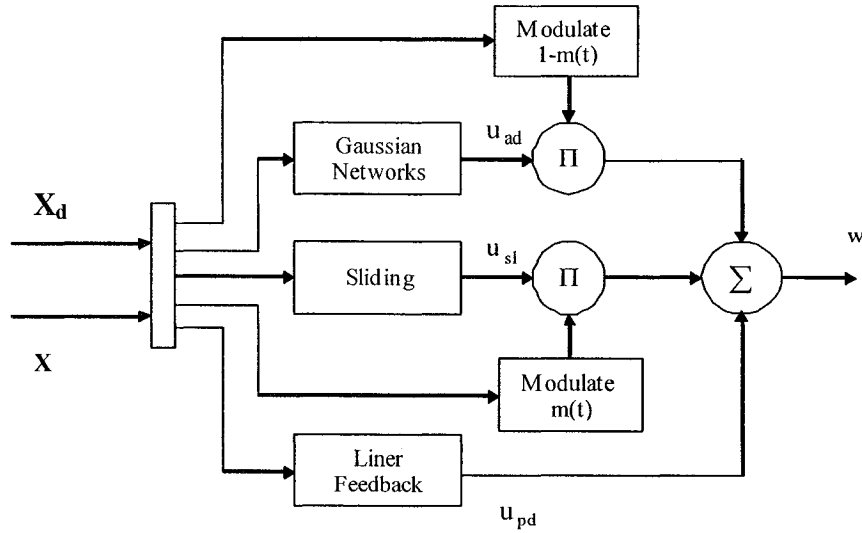 Modulate
1-m(t)
Gaussian
Networks
u_ad
Π
X_d
Sliding
u_sl
Π
Σ
w
X
Modulate
m(t)
Liner
Feedback
u_pd